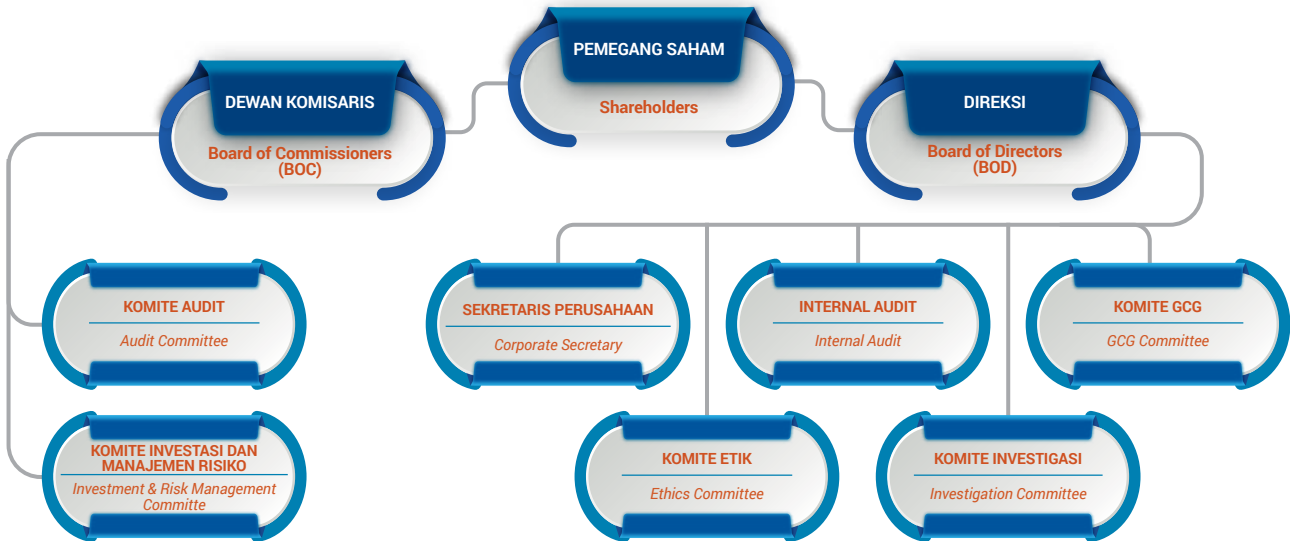 PEMEGANG SAHAM
Shareholders
DEWAN KOMISARIS
Board of Commissioners
(BOC)
DIREKSI
Board of Directors
(BOD)
KOMITE AUDIT
Audit Committee
SEKRETARIS PERUSAHAAN
Corporate Secretary
INTERNAL AUDIT
Internal Audit
KOMITE GCG
GCG Committee
KOMITE INVESTASI DAN
MANAJEMEN RISIKO
Investment & Risk Management
Committe
KOMITE ETIK
Ethics Committee
KOMITE INVESTIGASI
Investigation Committee